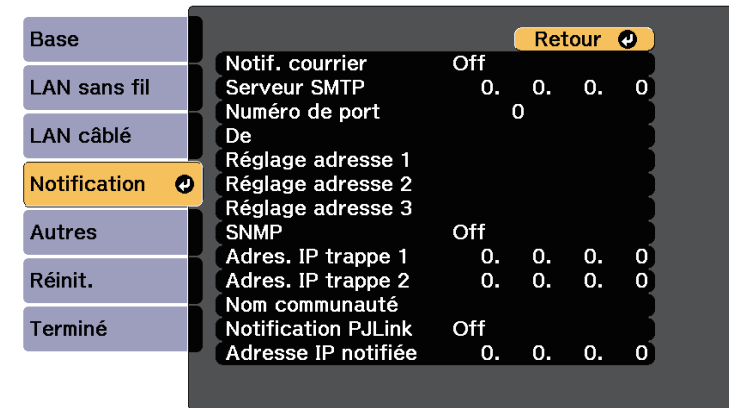 Base
LAN sans fil
LAN câblé
Notification
Autres
Réinit.
Terminé
Retour
Notif. courrier Off
Serveur SMTP 0. 0. 0. 0
Numéro de port 0
De
Réglage adresse 1
Réglage adresse 2
Réglage adresse 3
SNMP Off
Adres. IP trappe 1 0. 0. 0. 0
Adres. IP trappe 2 0. 0. 0. 0
Nom communauté
Notification PJLink Off
Adresse IP notifiée 0. 0. 0. 0